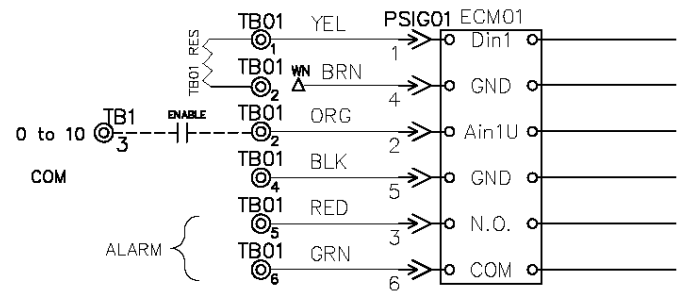 TB01 YEL PSIG01 ECM01
1 1 Din1
TB01 RES
TB01 WN BRN
2 4 GND
0 to 10 TB1 ENABLE TB01 ORG
3 2 2 Ain1U
COM TB01 BLK
4 5 GND
TB01 RED
5 3 N.O.
ALARM
TB01 GRN
6 6 COM